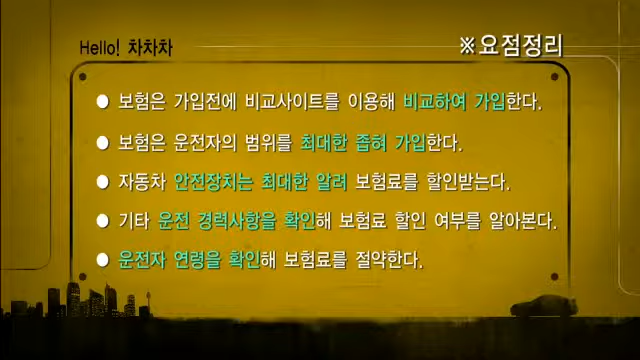 Hello! 차차차
※요점정리
● 보험은 가입전에 비교사이트를 이용해 비교하여 가입한다.
● 보험은 운전자의 범위를 최대한 좁혀 가입한다.
● 자동차 안전장치는 최대한 알려 보험료를 할인받는다.
● 기타 운전 경력사항을 확인해 보험료 할인 여부를 알아본다.
● 운전자 연령을 확인해 보험료를 절약한다.